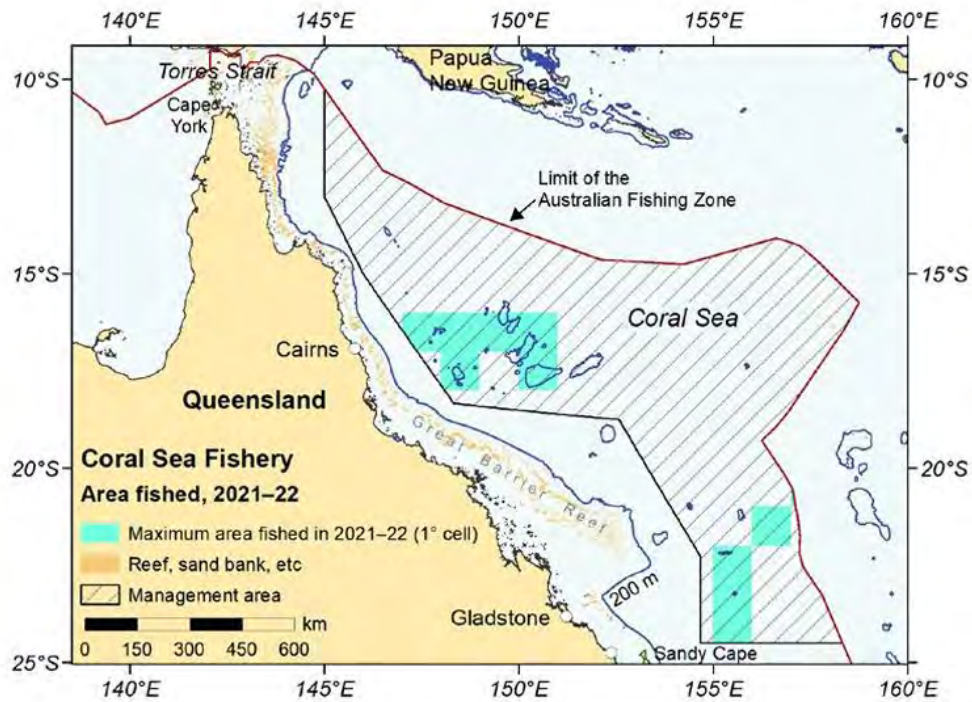 140°E 145°E 150°E 155°E 160°E
10°S
10°S
Torres Strait
Cape
York
Papua
New Guinea
Limit of the
Australian Fishing Zone
15°S
15°S
Coral Sea
Cairns
Queensland
Great Barrier Reef
20°S
20°S
Coral Sea Fishery
Area fished, 2021–22
Maximum area fished in 2021–22 (1° cell)
Reef, sand bank, etc
Management area
km
0 150 300 450 600
200 m
Gladstone
Sandy Cape
25°S
25°S
140°E 145°E 150°E 155°E 160°E